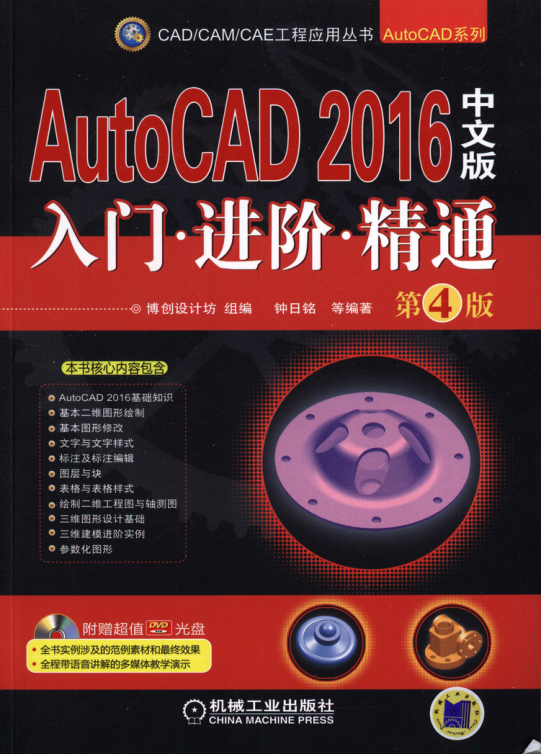 CAD/CAM/CAE工程应用丛书 AutoCAD系列
AutoCAD 2016 中文版
入门·进阶·精通
博创设计坊 组编 钟日铭 等编著 第4版
本书核心内容包含
AutoCAD 2016基础知识
基本二维图形绘制
基本图形修改
文字与文字样式
标注及标注编辑
图层与块
表格与表格样式
绘制二维工程图与轴测图
三维图形设计基础
三维建模进阶实例
参数化图形
附赠超值 DVD 光盘
全书实例涉及的范例素材和最终效果
全程带语音讲解的多媒体教学演示
机械工业出版社
CHINA MACHINE PRESS